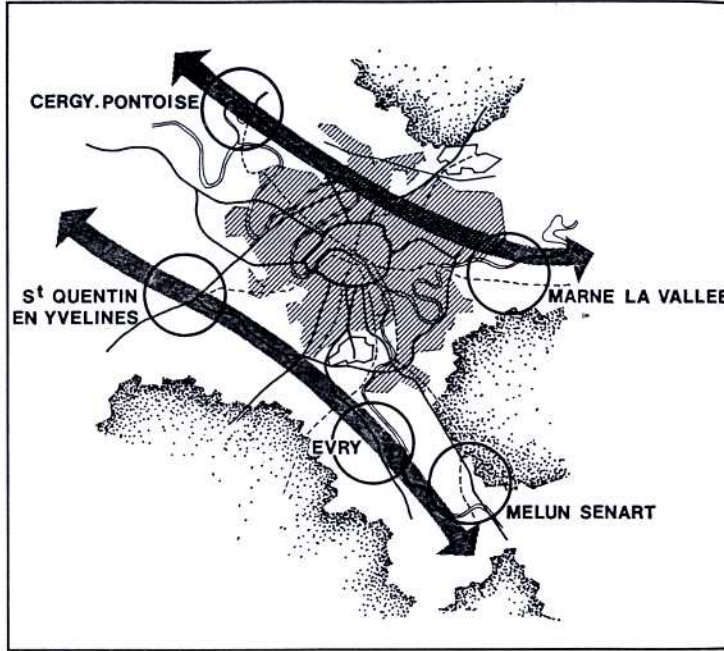 CERGY.PONTOISE
St QUENTIN
EN YVELINES
MARNE LA VALLEE
EVRY
MELUN SENART